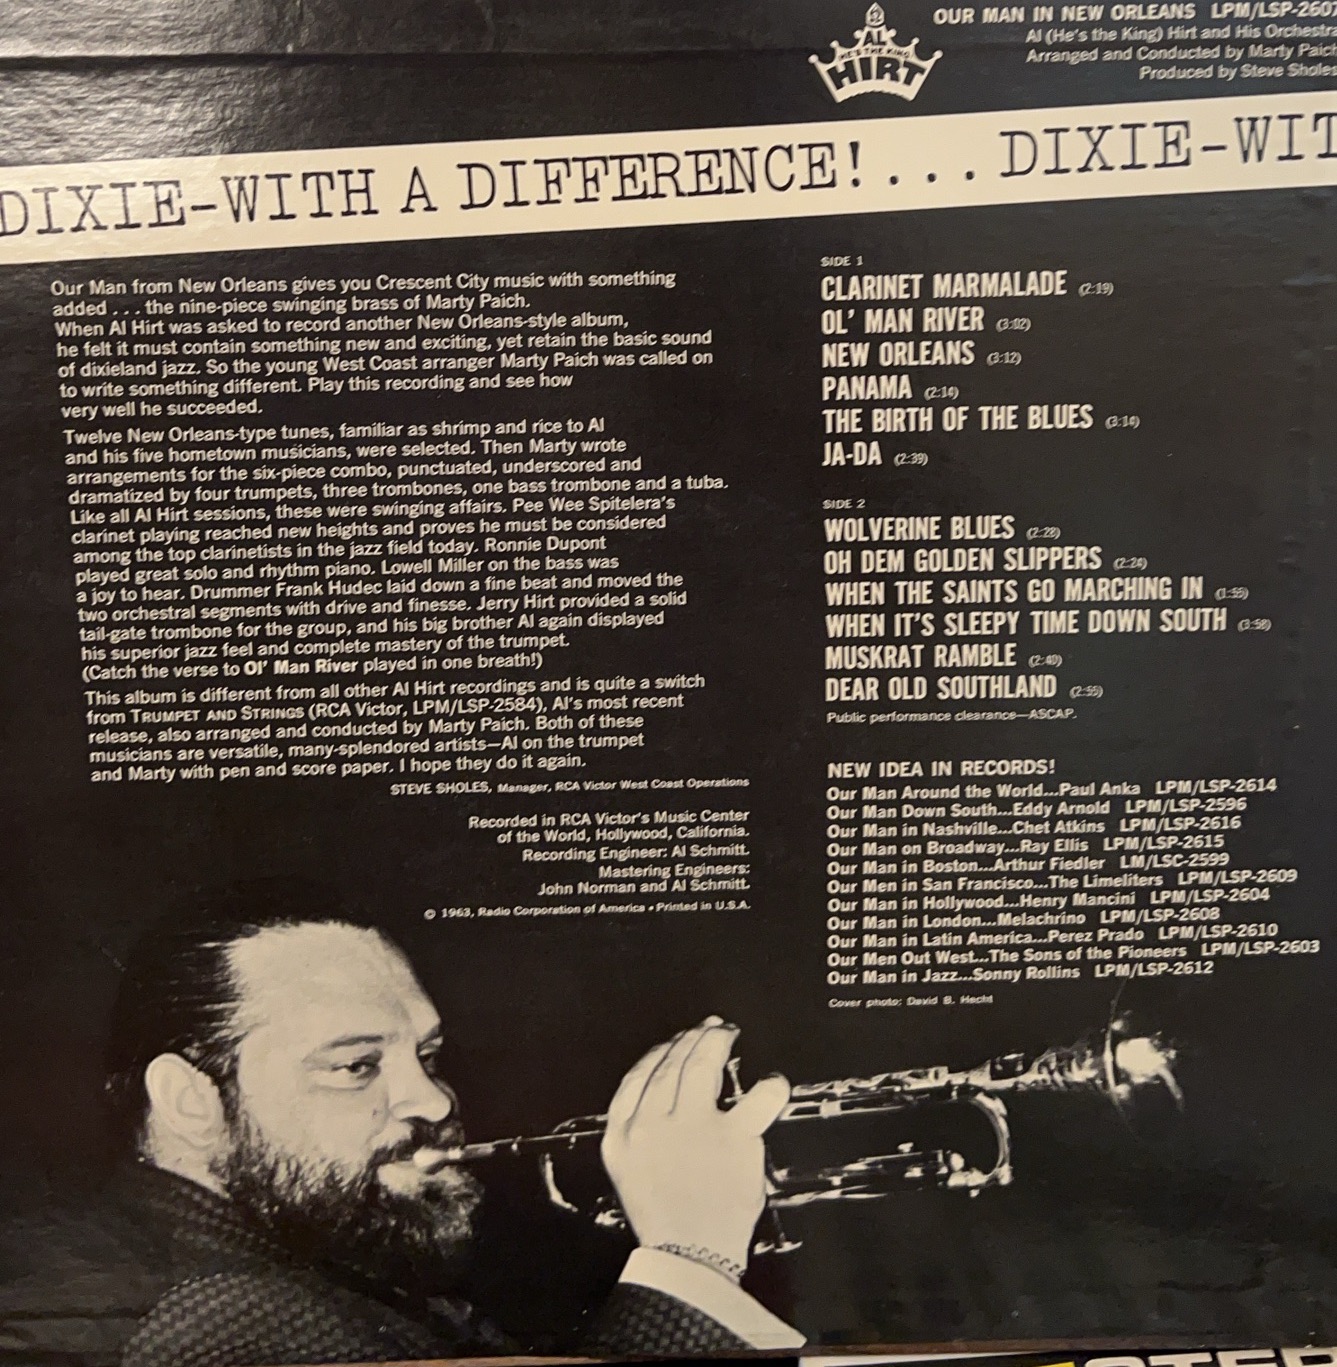 OUR MAN IN NEW ORLEANS LPM/LSP-2607
Al (He's the King) Hirt and His Orchestra
Arranged and Conducted by Marty Paich
Produced by Steve Sholes
AL
HE'S THE KING
HIRT
DIXIE-WITH A DIFFERENCE!...DIXIE-WIT
Our Man from New Orleans gives you Crescent City music with something
added . . . the nine-piece swinging brass of Marty Paich.
When Al Hirt was asked to record another New Orleans-style album,
he felt it must contain something new and exciting, yet retain the basic sound
of dixieland jazz. So the young West Coast arranger Marty Paich was called on
to write something different. Play this recording and see how
very well he succeeded.
Twelve New Orleans-type tunes, familiar as shrimp and rice to Al
and his five hometown musicians, were selected. Then Marty wrote
arrangements for the six-piece combo, punctuated, underscored and
dramatized by four trumpets, three trombones, one bass trombone and a tuba.
Like all Al Hirt sessions, these were swinging affairs. Pee Wee Spitelera's
clarinet playing reached new heights and proves he must be considered
among the top clarinetists in the jazz field today. Ronnie Dupont
played great solo and rhythm piano. Lowell Miller on the bass was
a joy to hear. Drummer Frank Hudec laid down a fine beat and moved the
two orchestral segments with drive and finesse. Jerry Hirt provided a solid
tail-gate trombone for the group, and his big brother Al again displayed
his superior jazz feel and complete mastery of the trumpet.
(Catch the verse to Ol' Man River played in one breath!)
This album is different from all other Al Hirt recordings and is quite a switch
from TRUMPET AND STRINGS (RCA Victor, LPM/LSP-2584), Al's most recent
release, also arranged and conducted by Marty Paich. Both of these
musicians are versatile, many-splendored artists—Al on the trumpet
and Marty with pen and score paper. I hope they do it again.
STEVE SHOLES, Manager, RCA Victor West Coast Operations
Recorded in RCA Victor's Music Center
of the World, Hollywood, California.
Recording Engineer: Al Schmitt.
Mastering Engineers:
John Norman and Al Schmitt.
© 1963, Radio Corporation of America • Printed in U.S.A.
SIDE 1
CLARINET MARMALADE (2:19)
OL' MAN RIVER (3:02)
NEW ORLEANS (3:12)
PANAMA (2:14)
THE BIRTH OF THE BLUES (3:14)
JA-DA (2:39)
SIDE 2
WOLVERINE BLUES (2:28)
OH DEM GOLDEN SLIPPERS (2:24)
WHEN THE SAINTS GO MARCHING IN (1:55)
WHEN IT'S SLEEPY TIME DOWN SOUTH (3:58)
MUSKRAT RAMBLE (2:40)
DEAR OLD SOUTHLAND (2:55)
Public performance clearance—ASCAP.
NEW IDEA IN RECORDS!
Our Man Around the World...Paul Anka LPM/LSP-2614
Our Man Down South...Eddy Arnold LPM/LSP-2596
Our Man in Nashville...Chet Atkins LPM/LSP-2616
Our Man on Broadway...Ray Ellis LPM/LSP-2615
Our Man in Boston...Arthur Fiedler LM/LSC-2599
Our Men in San Francisco...The Limeliters LPM/LSP-2609
Our Man in Hollywood...Henry Mancini LPM/LSP-2604
Our Man in London...Melachrino LPM/LSP-2608
Our Man in Latin America...Perez Prado LPM/LSP-2610
Our Men Out West...The Sons of the Pioneers LPM/LSP-2603
Our Man in Jazz...Sonny Rollins LPM/LSP-2612
Cover photo: David B. Hecht